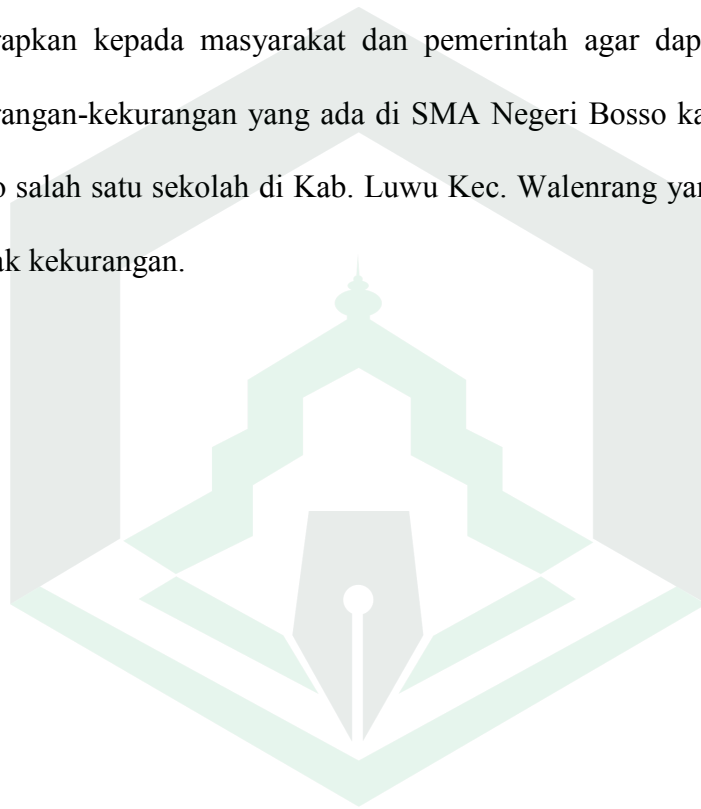 rapkan kepada masyarakat dan pemerintah agar dap
rangan-kekurangan yang ada di SMA Negeri Bosso ka
o salah satu sekolah di Kab. Luwu Kec. Walenrang yan
ak kekurangan.